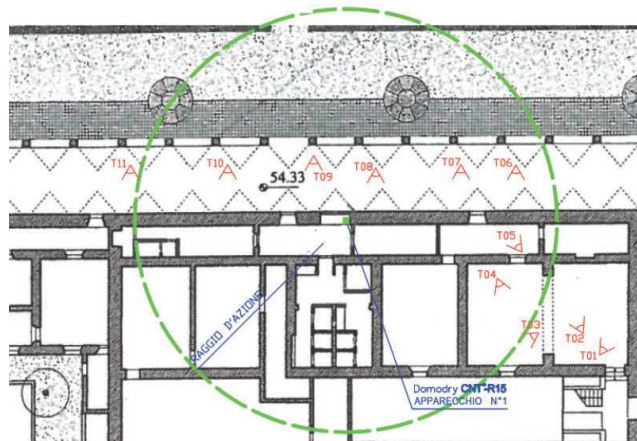 T11
T10
T09
T08
T07
T06
54.33
T05
T04
T03
T02
T01
RAGGIO D'AZIONE
Domodry CNT-R15
APPARECCHIO N°1